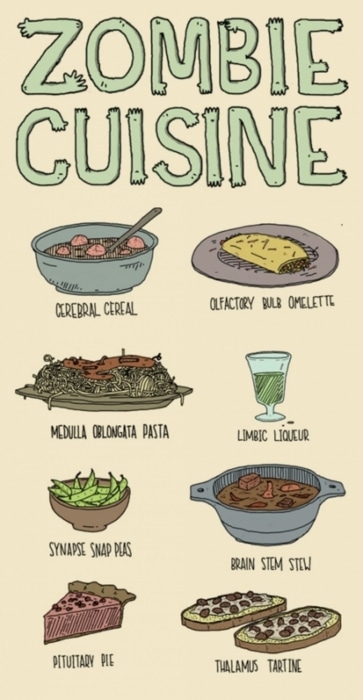 ZOMBIE
CUISINE
CEREBRAL CEREAL
OLFACTORY BULB OMELETTE
MEDULLA OBLONGATA PASTA
LIMBIC LIQUEUR
SYNAPSE SNAP PEAS
BRAIN STEM STEW
PITUITARY PIE
THALAMUS TARTINE